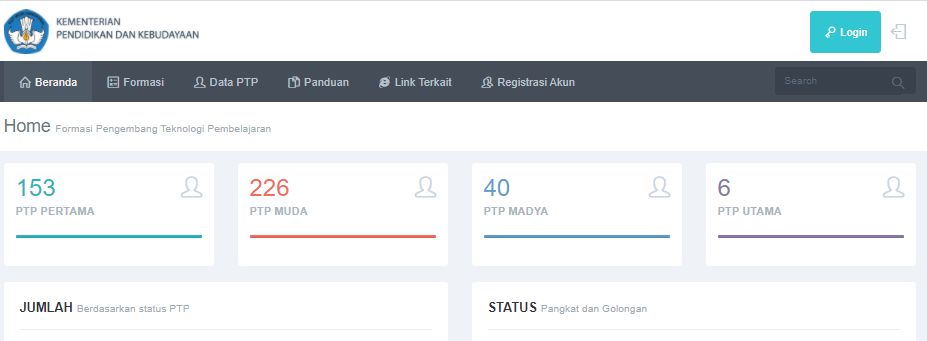 KEMENTERIAN
PENDIDIKAN DAN KEBUDAYAAN
Login
Beranda Formasi Data PTP Panduan Link Terkait Registrasi Akun Search
Home Formasi Pengembang Teknologi Pembelajaran
153
PTP PERTAMA
226
PTP MUDA
40
PTP MADYA
6
PTP UTAMA
JUMLAH Berdasarkan status PTP
STATUS Pangkat dan Golongan